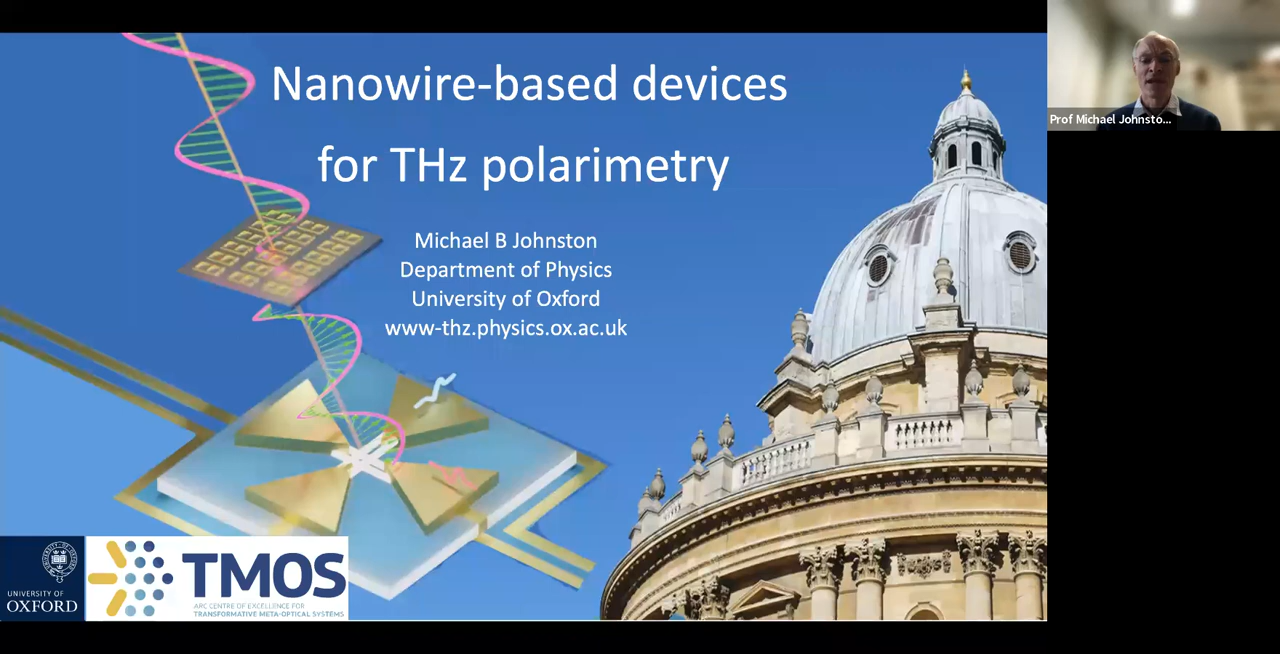 Nanowire-based devices
for THz polarimetry
Michael B Johnston
Department of Physics
University of Oxford
www-thz.physics.ox.ac.uk
Prof Michael Johnsto...
UNIVERSITY OF
OXFORD
TMOS
ARC CENTRE OF EXCELLENCE FOR
TRANSFORMATIVE META-OPTICAL SYSTEMS